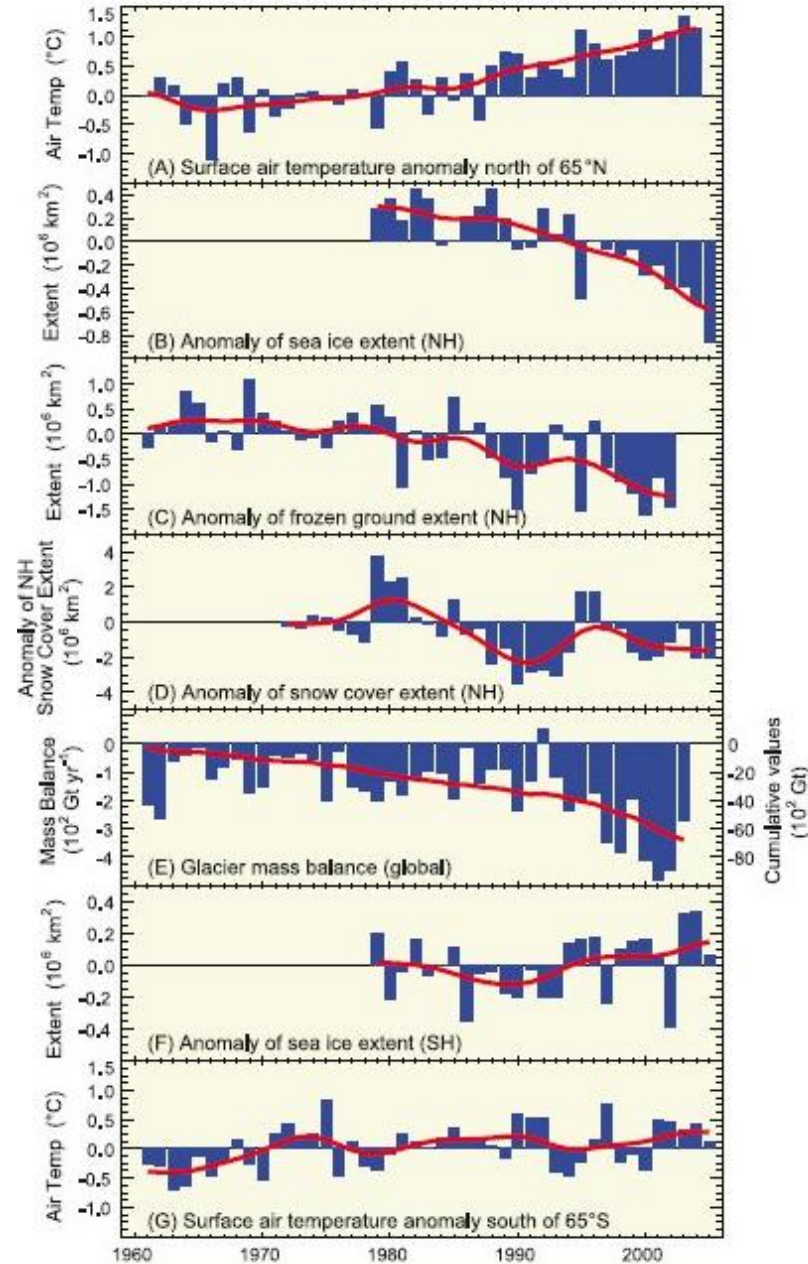 1.5
1.0
0.5
0.0
-0.5
-1.0
Air Temp (°C)
(A) Surface air temperature anomaly north of 65°N
0.4
0.2
0.0
-0.2
-0.4
-0.6
-0.8
Extent (10⁶ km²)
(B) Anomaly of sea ice extent (NH)
1.0
0.5
0.0
-0.5
-1.0
-1.5
Extent (10⁶ km²)
(C) Anomaly of frozen ground extent (NH)
4
2
0
-2
-4
Anomaly of NH
Snow Cover Extent
(10⁶ km²)
(D) Anomaly of snow cover extent (NH)
0
-1
-2
-3
-4
Mass Balance
(10² Gt yr⁻¹)
(E) Glacier mass balance (global)
0
-20
-40
-60
-80
Cumulative values
(10² Gt)
0.4
0.2
0.0
-0.2
-0.4
Extent (10⁶ km²)
(F) Anomaly of sea ice extent (SH)
1.5
1.0
0.5
0.0
-0.5
-1.0
Air Temp (°C)
(G) Surface air temperature anomaly south of 65°S
1960 1970 1980 1990 2000